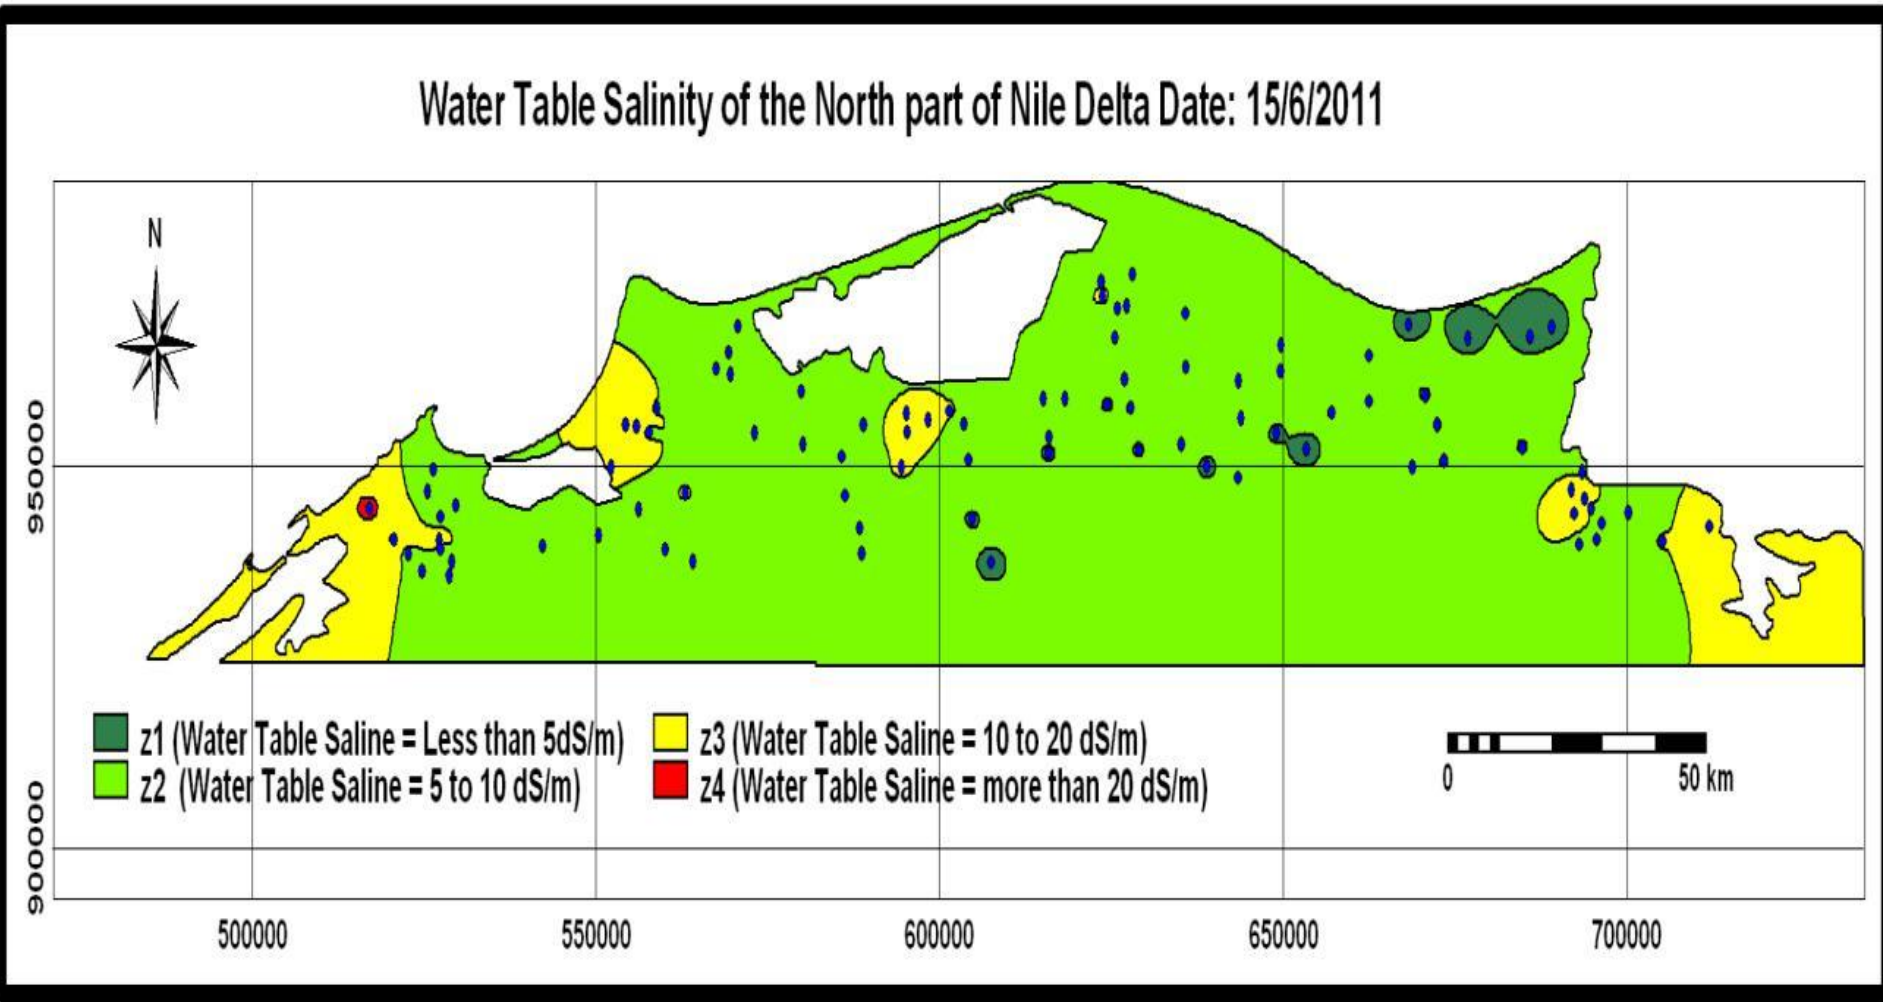 Water Table Salinity of the North part of Nile Delta Date: 15/6/2011
N
950000
900000
z1 (Water Table Saline = Less than 5dS/m)
z2 (Water Table Saline = 5 to 10 dS/m)
z3 (Water Table Saline = 10 to 20 dS/m)
z4 (Water Table Saline = more than 20 dS/m)
0 50 km
500000 550000 600000 650000 700000